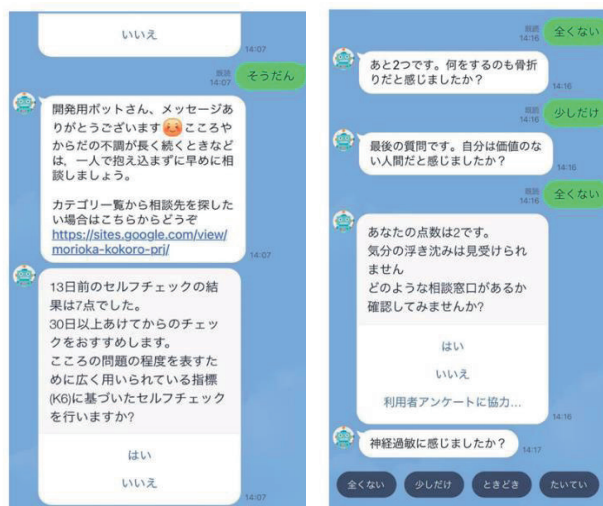 いいえ
14:07
既読
14:07
そうだん
開発用ボットさん、メッセージあ
りがとうございます
こころや
からだの不調が長く続くときなど
は、一人で抱え込まずに早めに相
談しましょう。
カテゴリ一覧から相談先を探した
い場合はこちらからどうぞ
https://sites.google.com/view/
morioka-kokoro-prj/
14:07
13日前のセルフチェックの結
果は7点でした。
30日以上あけてからのチェッ
クをおすすめします。
こころの問題の程度を表すた
めに広く用いられている指標
(K6)に基づいたセルフチェック
を行いますか?
はい
いいえ
14:07
既読
14:16
全くない
あと2つです。何をするのも骨折
りだと感じましたか?
14:16
既読
14:16
少しだけ
最後の質問です。自分は価値のな
い人間だと感じましたか?
14:16
既読
14:16
全くない
あなたの点数は2です。
気分の浮き沈みは見受けられ
ません
どのような相談窓口があるか
確認してみませんか?
はい
いいえ
利用者アンケートに協力...
14:16
神経過敏に感じましたか?
14:17
全くない
少しだけ
ときどき
たいてい